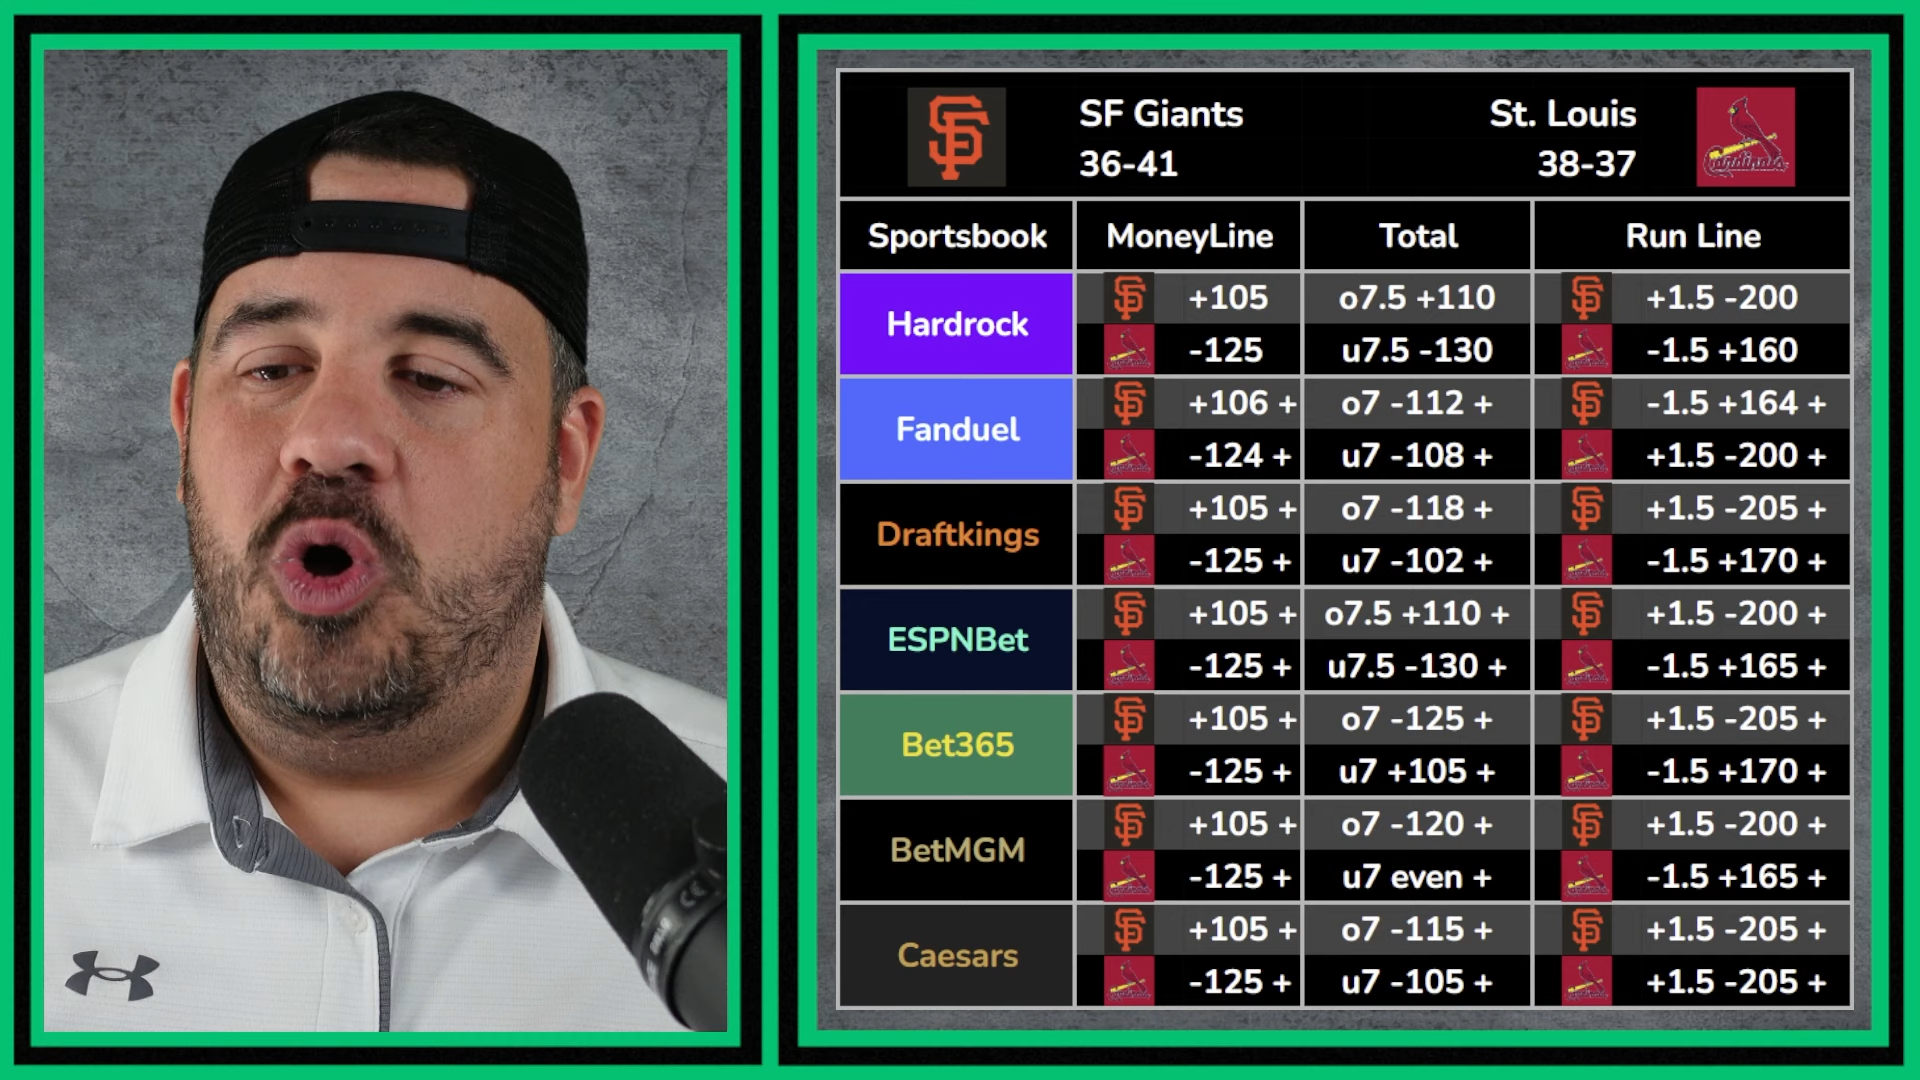 SF Giants St. Louis
36-41 38-37
Sportsbook MoneyLine Total Run Line
Hardrock
+105 o7.5 +110 +1.5 -200
-125 u7.5 -130 -1.5 +160
Fanduel
+106 + o7 -112 + -1.5 +164 +
-124 + u7 -108 + +1.5 -200 +
Draftkings
+105 + o7 -118 + +1.5 -205 +
-125 + u7 -102 + -1.5 +170 +
ESPNBet
+105 + o7.5 +110 + +1.5 -200 +
-125 + u7.5 -130 + -1.5 +165 +
Bet365
+105 + o7 -125 + +1.5 -205 +
-125 + u7 +105 + -1.5 +170 +
BetMGM
+105 + o7 -120 + +1.5 -200 +
-125 + u7 even + -1.5 +165 +
Caesars
+105 + o7 -115 + +1.5 -205 +
-125 + u7 -105 + +1.5 -205 +
SF
Cardinals